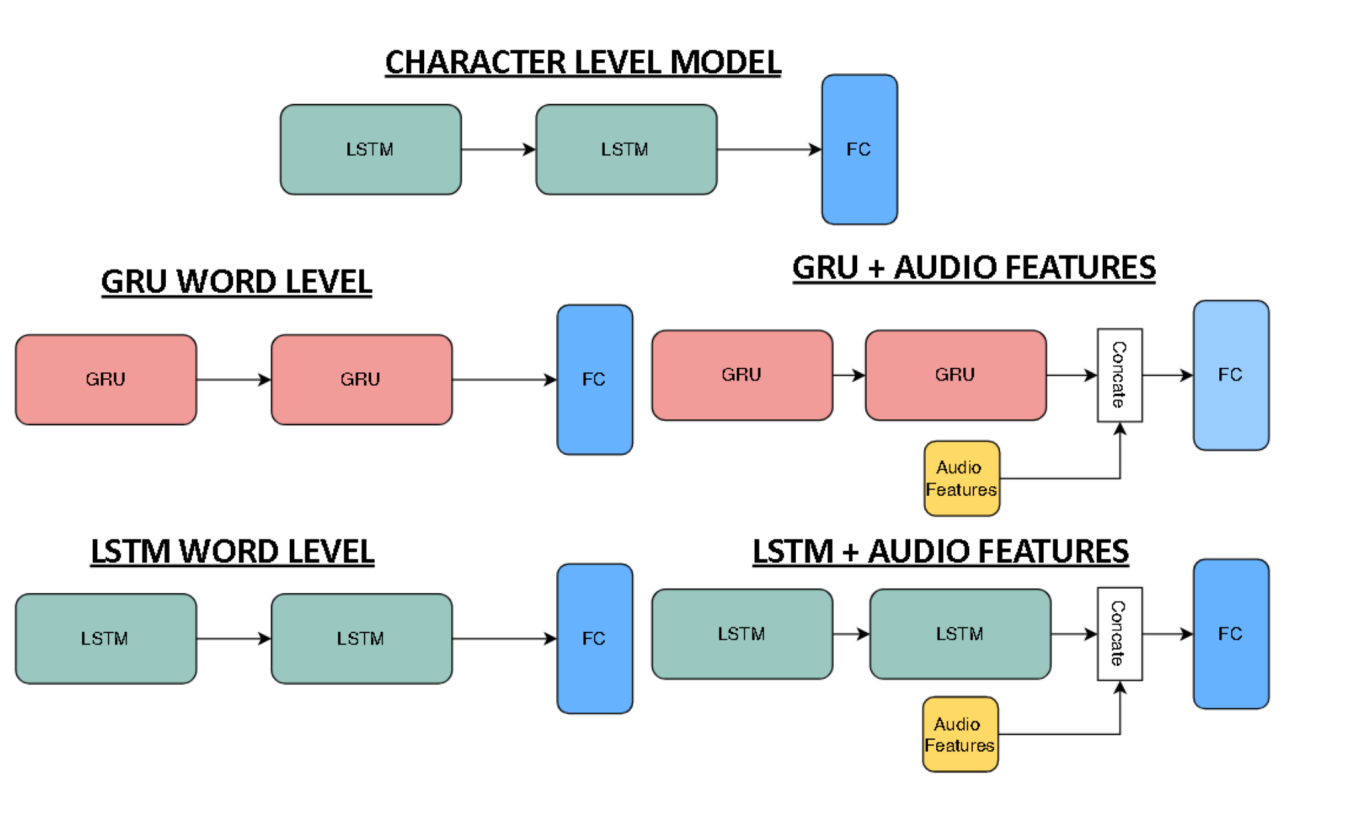 CHARACTER LEVEL MODEL
LSTM
LSTM
FC
GRU WORD LEVEL
GRU
GRU
FC
GRU + AUDIO FEATURES
GRU
GRU
Concate
FC
Audio
Features
LSTM WORD LEVEL
LSTM
LSTM
FC
LSTM + AUDIO FEATURES
LSTM
LSTM
Concate
FC
Audio
Features